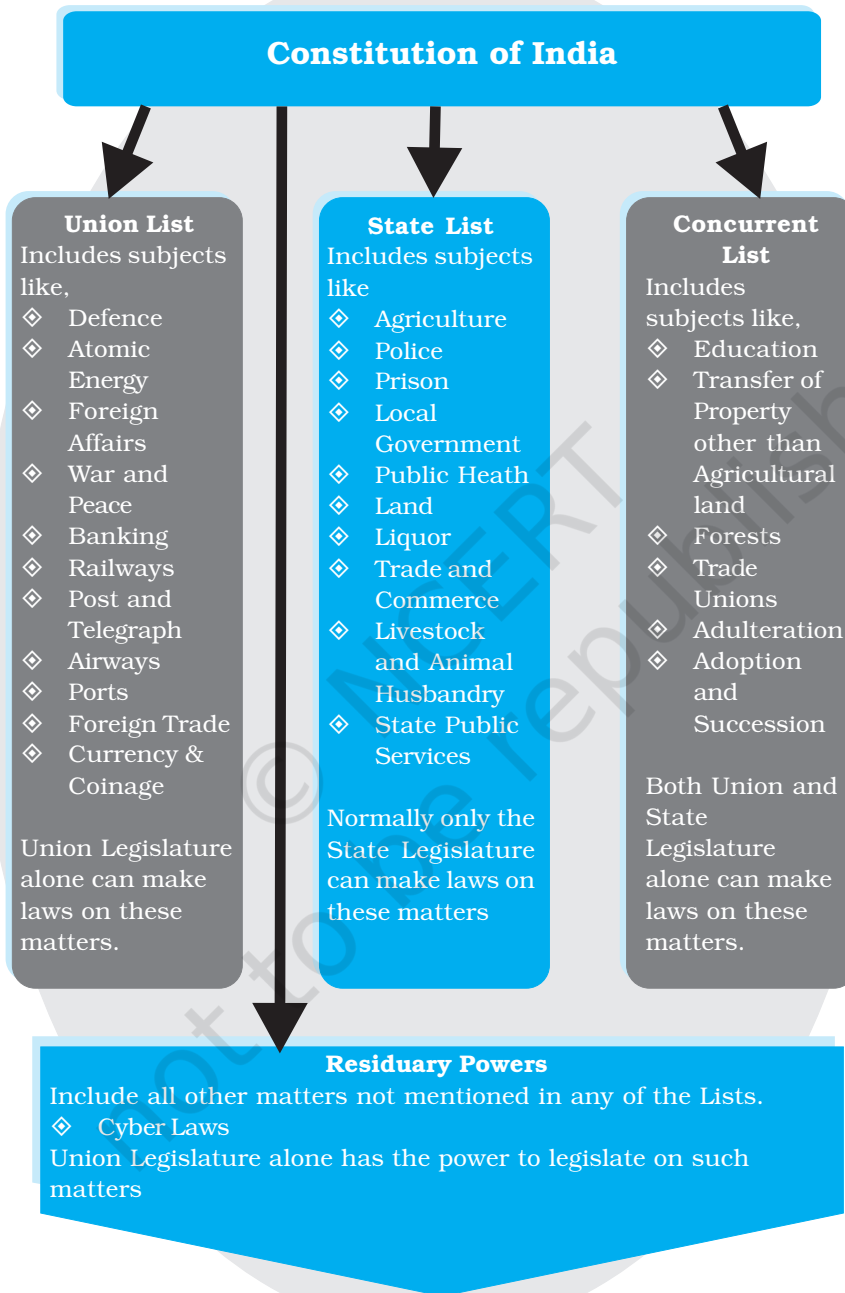 Constitution of India
Union List
Includes subjects
like,
Defence
Atomic
Energy
Foreign
Affairs
War and
Peace
Banking
Railways
Post and
Telegraph
Airways
Ports
Foreign Trade
Currency &
Coinage
Union Legislature
alone can make
laws on these
matters.
State List
Includes subjects
like
Agriculture
Police
Prison
Local
Government
Public Heath
Land
Liquor
Trade and
Commerce
Livestock
and Animal
Husbandry
State Public
Services
Normally only the
State Legislature
can make laws on
these matters
Concurrent
List
Includes
subjects like,
Education
Transfer of
Property
other than
Agricultural
land
Forests
Trade
Unions
Adulteration
Adoption
and
Succession
Both Union and
State
Legislature
alone can make
laws on these
matters.
Residuary Powers
Include all other matters not mentioned in any of the Lists.
Cyber Laws
Union Legislature alone has the power to legislate on such
matters
© NCERT
not to be republish